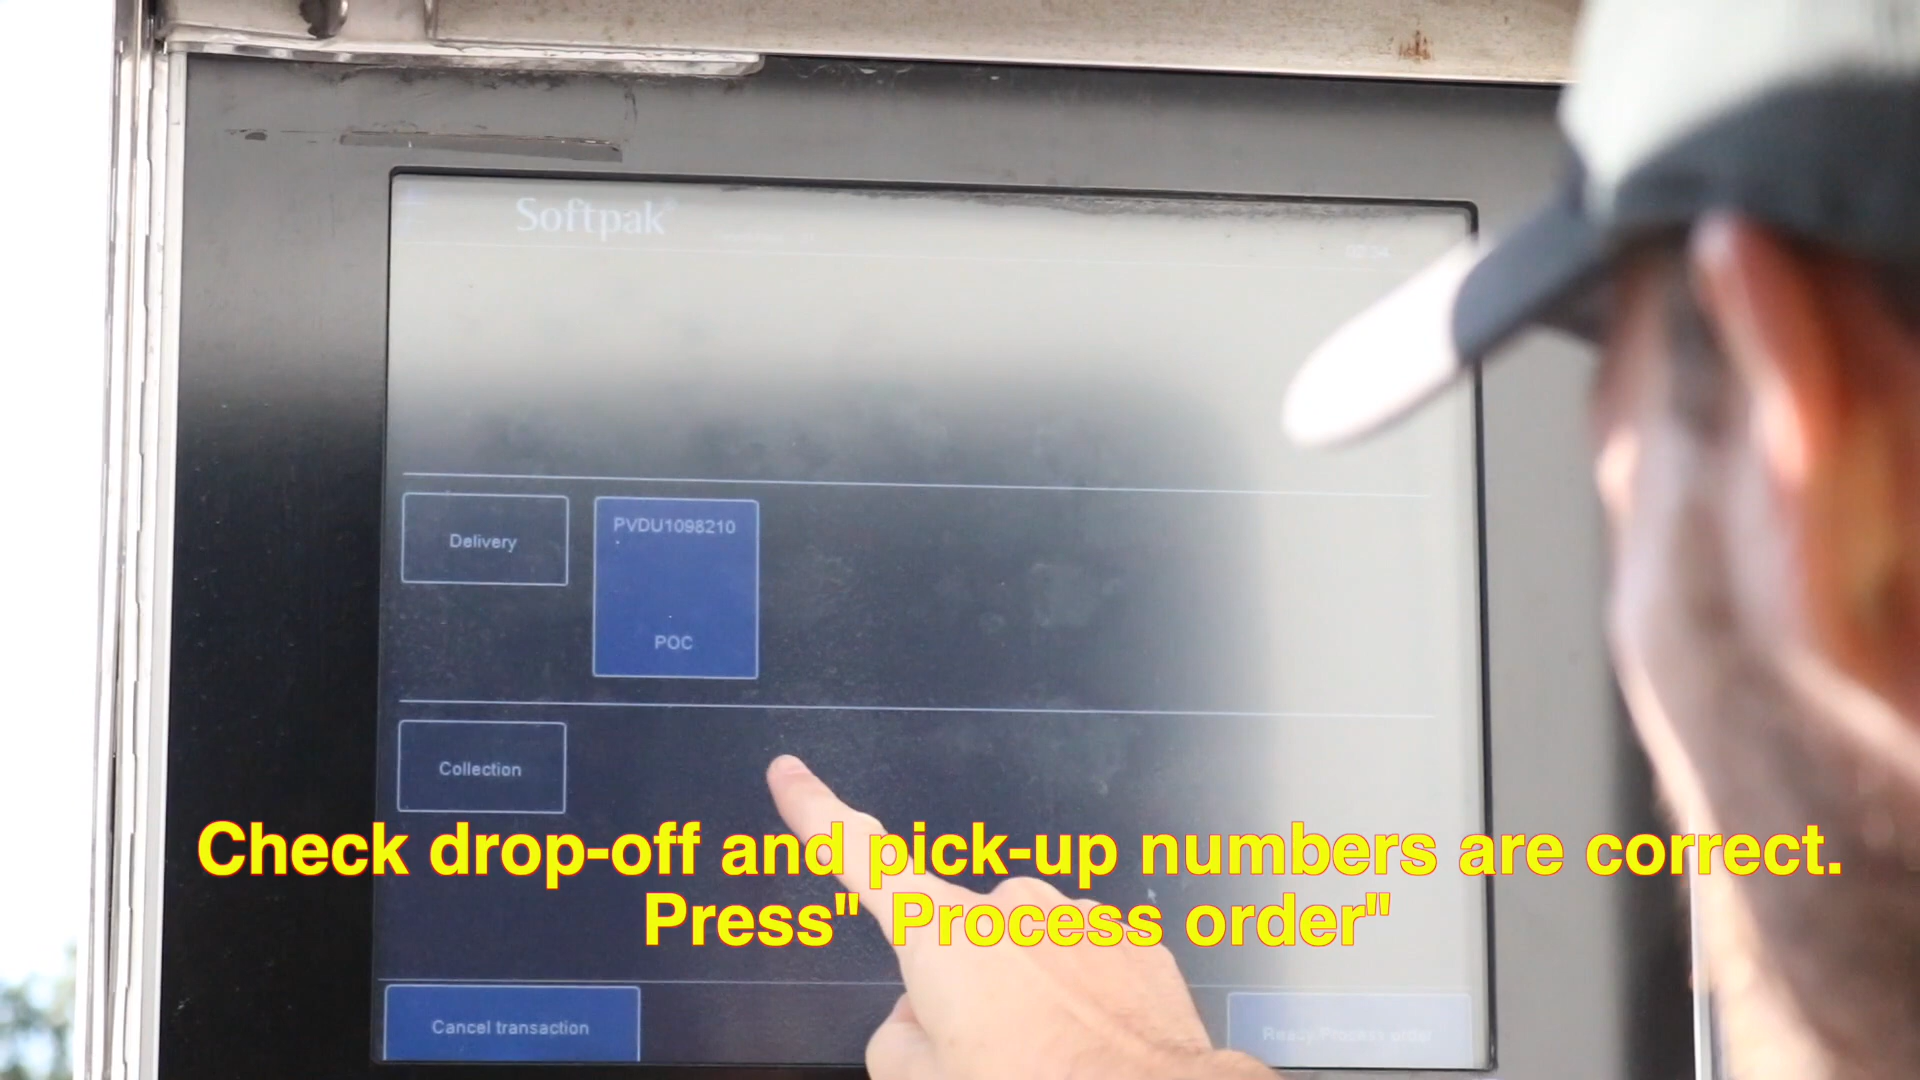 Softpak
Delivery
PVDU1098210
POC
Collection
Check drop-off and pick-up numbers are correct.
Press" Process order"
Cancel transaction
Ready/Process order